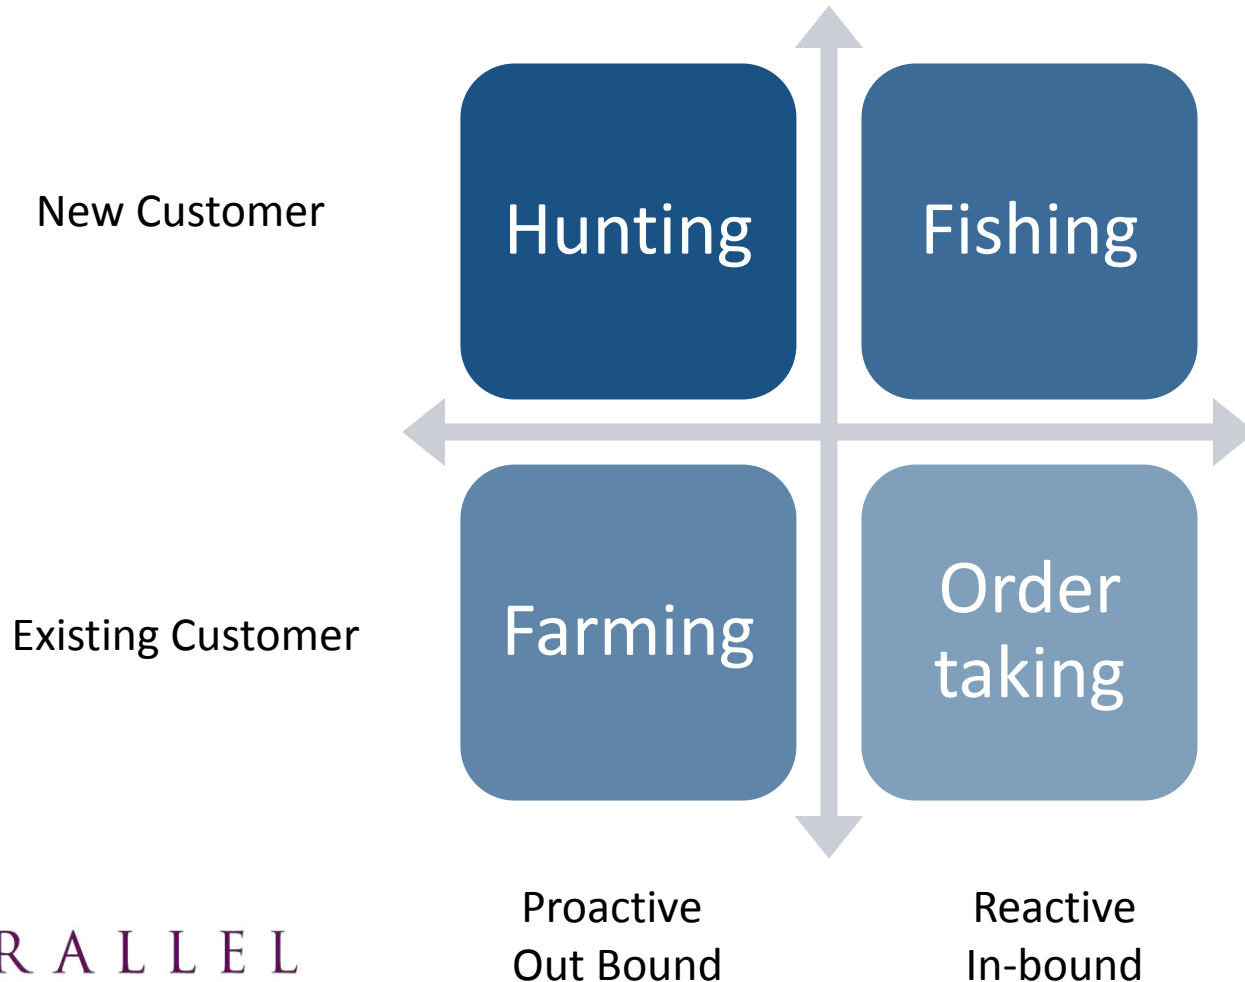 New Customer
Hunting
Fishing
Existing Customer
Farming
Order
taking
Proactive
Out Bound
Reactive
In-bound
RALLEL